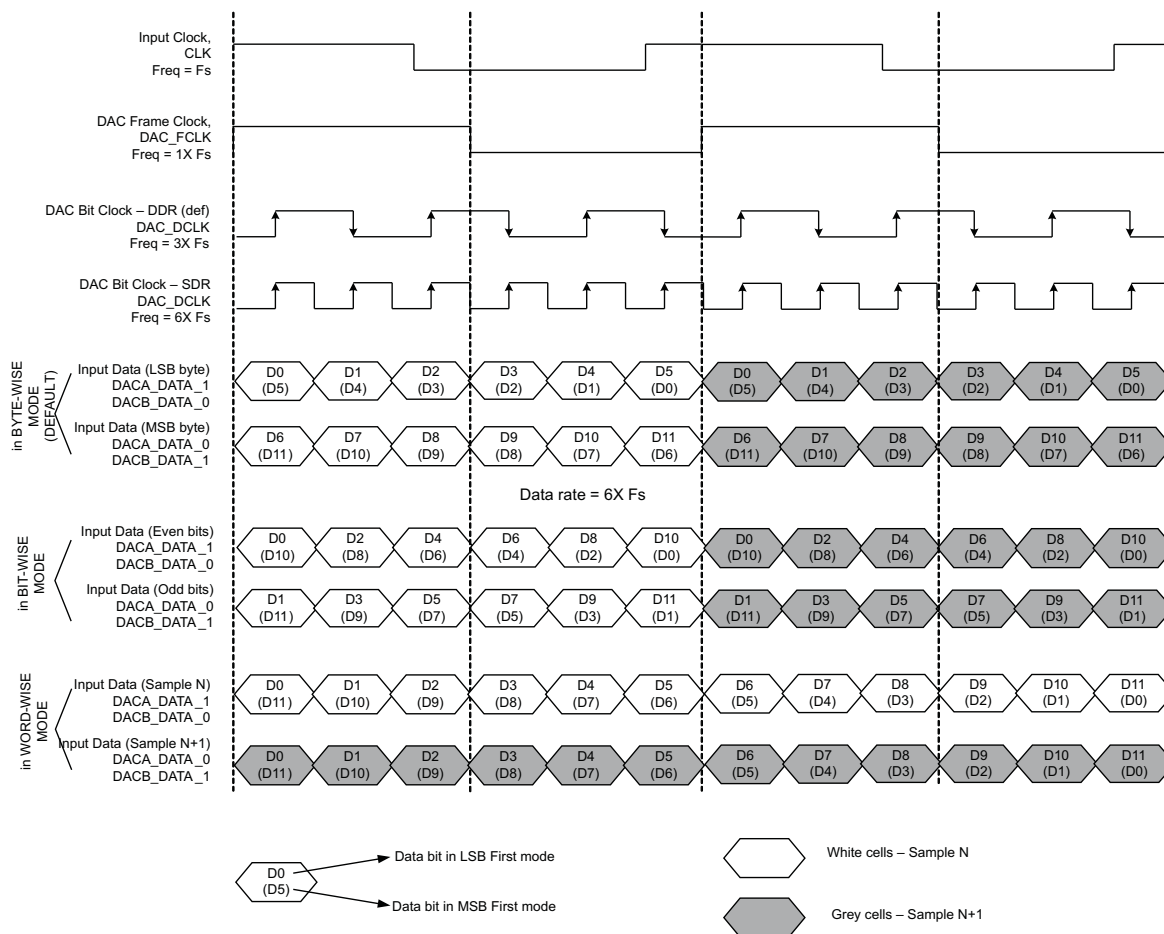 Input Clock,
CLK
Freq = Fs
DAC Frame Clock,
DAC_FCLK
Freq = 1X Fs
DAC Bit Clock – DDR (def)
DAC_DCLK
Freq = 3X Fs
DAC Bit Clock – SDR
DAC_DCLK
Freq = 6X Fs
in BYTE-WISE
MODE
(DEFAULT)
Input Data (LSB byte)
DACA_DATA_1
DACB_DATA_0
D0 D1 D2 D3 D4 D5 D0 D1 D2 D3 D4 D5
(D5) (D4) (D3) (D2) (D1) (D0) (D5) (D4) (D3) (D2) (D1) (D0)
Input Data (MSB byte)
DACA_DATA_0
DACB_DATA_1
D6 D7 D8 D9 D10 D11 D6 D7 D8 D9 D10 D11
(D11) (D10) (D9) (D8) (D7) (D6) (D11) (D10) (D9) (D8) (D7) (D6)
Data rate = 6X Fs
in BIT-WISE
MODE
Input Data (Even bits)
DACA_DATA_1
DACB_DATA_0
D0 D2 D4 D6 D8 D10 D0 D2 D4 D6 D8 D10
(D10) (D8) (D6) (D4) (D2) (D0) (D10) (D8) (D6) (D4) (D2) (D0)
Input Data (Odd bits)
DACA_DATA_0
DACB_DATA_1
D1 D3 D5 D7 D9 D11 D1 D3 D5 D7 D9 D11
(D11) (D9) (D7) (D5) (D3) (D1) (D11) (D9) (D7) (D5) (D3) (D1)
in WORD-WISE
MODE
Input Data (Sample N)
DACA_DATA_1
DACB_DATA_0
D0 D1 D2 D3 D4 D5 D6 D7 D8 D9 D10 D11
(D11) (D10) (D9) (D8) (D7) (D6) (D5) (D4) (D3) (D2) (D1) (D0)
Input Data (Sample N+1)
DACA_DATA_0
DACB_DATA_1
D0 D1 D2 D3 D4 D5 D6 D7 D8 D9 D10 D11
(D11) (D10) (D9) (D8) (D7) (D6) (D5) (D4) (D3) (D2) (D1) (D0)
D0
(D5)
Data bit in LSB First mode
Data bit in MSB First mode
White cells – Sample N
Grey cells – Sample N+1